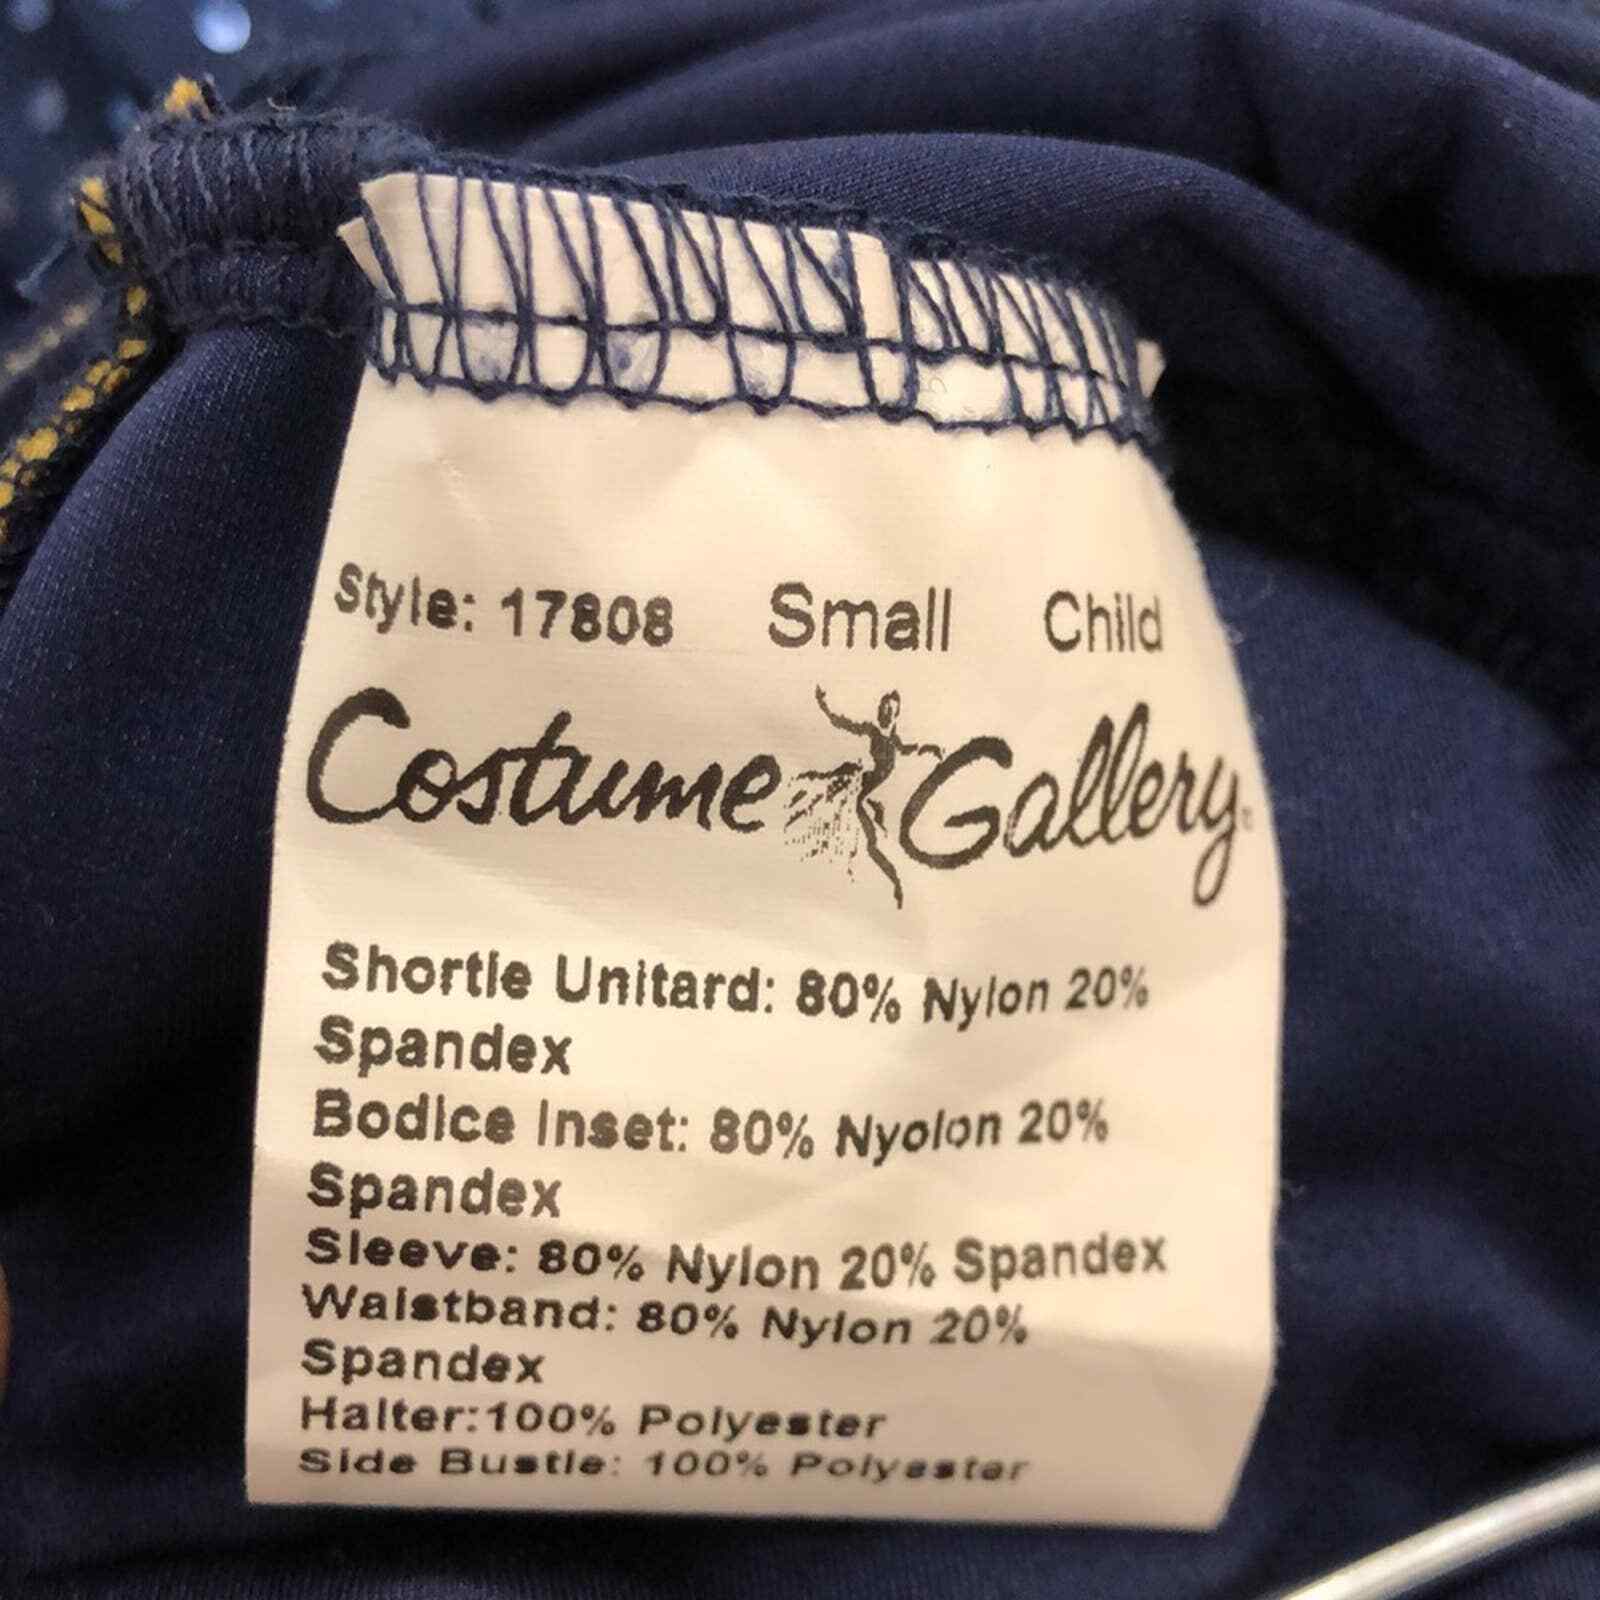 Style: 17808 Small Child
Costume Gallery
Shortie Unitard: 80% Nylon 20%
Spandex
Bodice Inset: 80% Nyolon 20%
Spandex
Sleeve: 80% Nylon 20% Spandex
Waistband: 80% Nylon 20%
Spandex
Halter:100% Polyester
Side Bustle: 100% Polyester